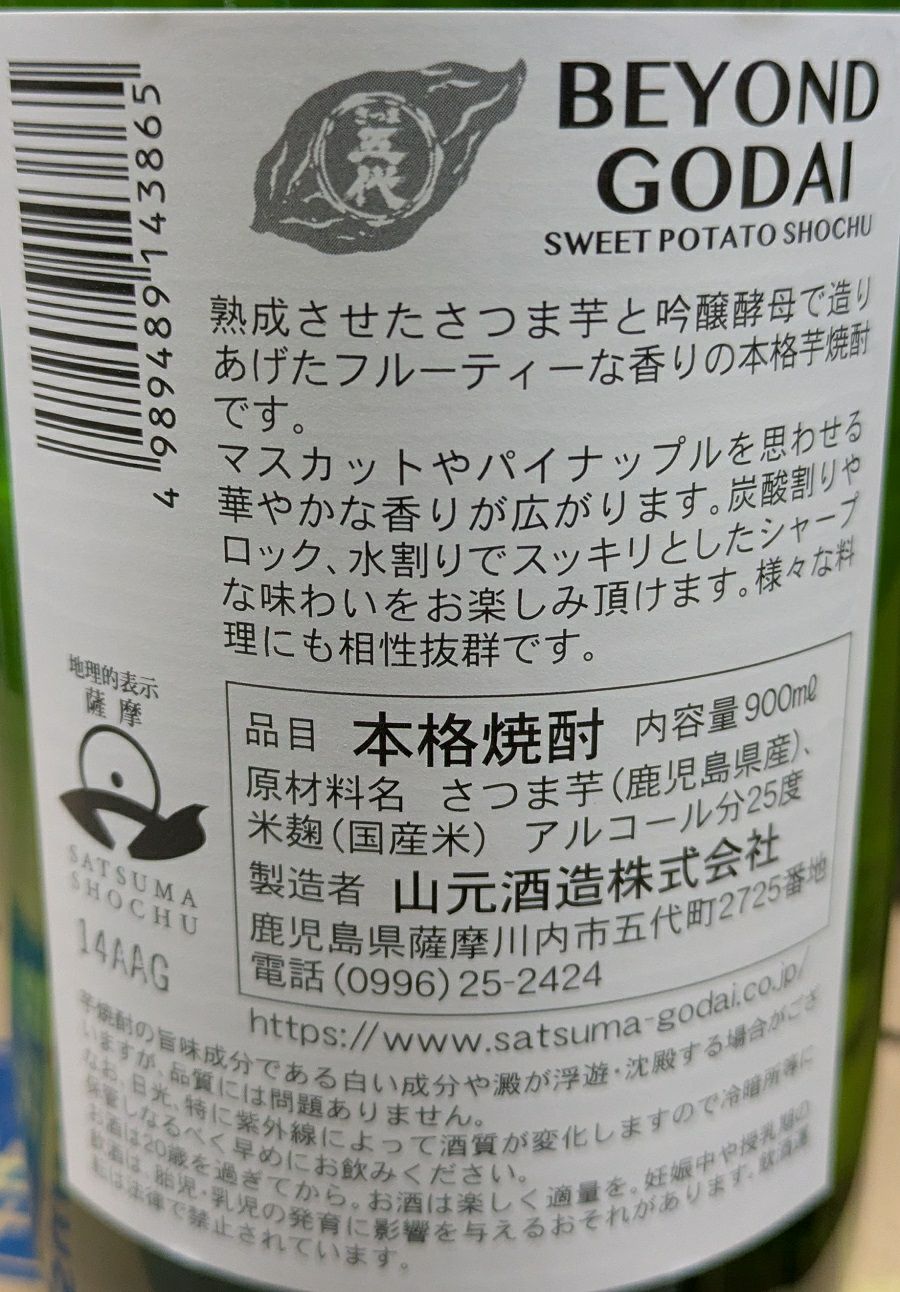 4989489143865
さつま
五代
BEYOND
GODAI
SWEET POTATO SHOCHU
熟成させたさつま芋と吟醸酵母で造り
あげたフルーティーな香りの本格芋焼酎
です。
マスカットやパイナップルを思わせる
華やかな香りが広がります。炭酸割りや
ロック、水割りでスッキリとしたシャープ
な味わいをお楽しみ頂けます。様々な料
理にも相性抜群です。
地理的表示
薩摩
SATSUMA
SHOCHU
14AAG
品目 本格焼酎 内容量900ml
原材料名 さつま芋(鹿児島県産)、
米麹(国産米) アルコール分25度
製造者 山元酒造株式会社
鹿児島県薩摩川内市五代町2725番地
電話(0996)25-2424
https://www.satsuma-godai.co.jp/
芋焼酎の旨味成分である白い成分や澱が浮遊・沈殿する場合がござ
いますが、品質には問題ありません。
なお、日光、特に紫外線によって酒質が変化しますので冷暗所等に
保管しなるべく早めにお飲みください。
お酒は20歳を過ぎてから。お酒は楽しく適量を。妊娠中や授乳期の
飲酒は、胎児・乳児の発育に影響を与えるおそれがあります。飲酒運
転は法律で禁止されています。